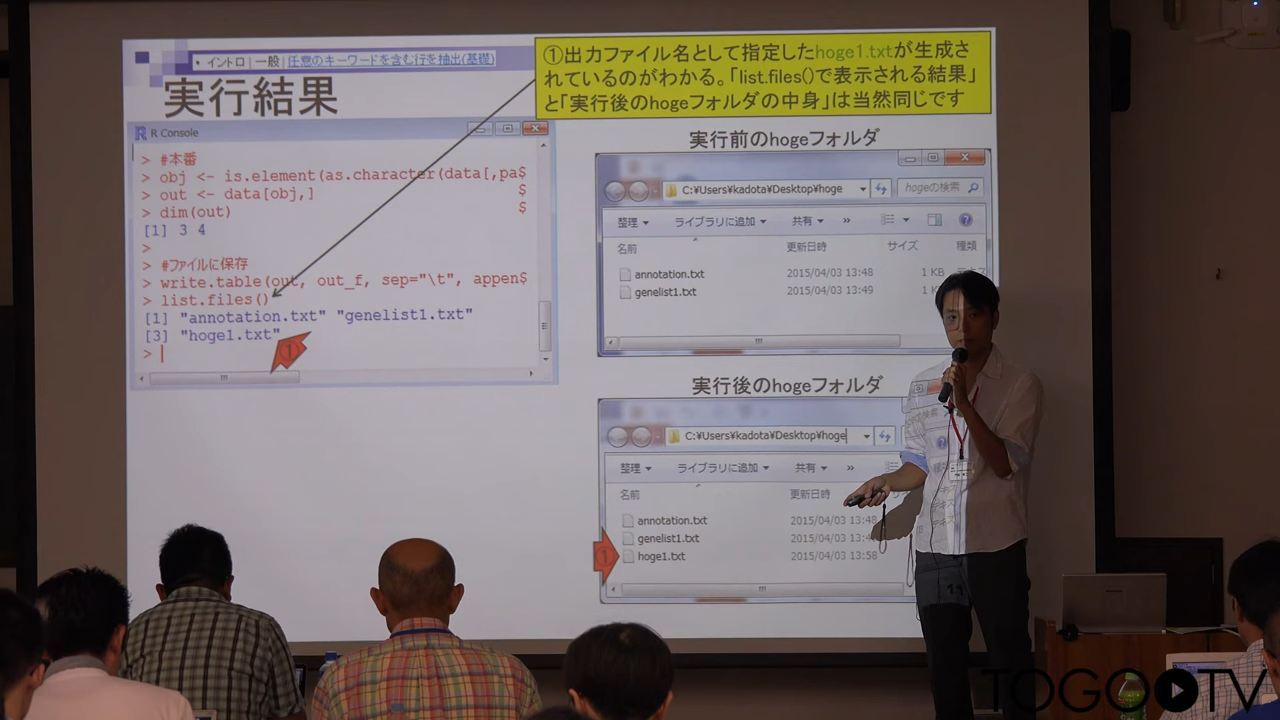 ・イントロ | 一般 | 任意のキーワードを含む行を抽出(基礎)
実行結果
①出力ファイル名として指定したhoge1.txtが生成さ
れているのがわかる。「list.files()で表示される結果」
と「実行後のhogeフォルダの中身」は当然同じです
R Console
> #本番
> obj <- is.element(as.character(data[,pa$
> out <- data[obj,] $
> dim(out) $
[1] 3 4
>
> #ファイルに保存
> write.table(out, out_f, sep="\t", appen$
> list.files()
[1] "annotation.txt" "genelist1.txt"
[3] "hoge1.txt"
>
①
実行前のhogeフォルダ
C:¥Users¥kadota¥Desktop¥hoge
hogeの検索
整理 ライブラリに追加 共有 »
名前 更新日時 サイズ 種類
annotation.txt 2015/04/03 13:48 1 KB
genelist1.txt 2015/04/03 13:49
実行後のhogeフォルダ
C:¥Users¥kadota¥Desktop¥hoge
整理 ライブラリに追加 共有 »
名前 更新日時
annotation.txt 2015/04/03 13:48
genelist1.txt 2015/04/03 13:49
① hoge1.txt 2015/04/03 13:58
TOGOTV